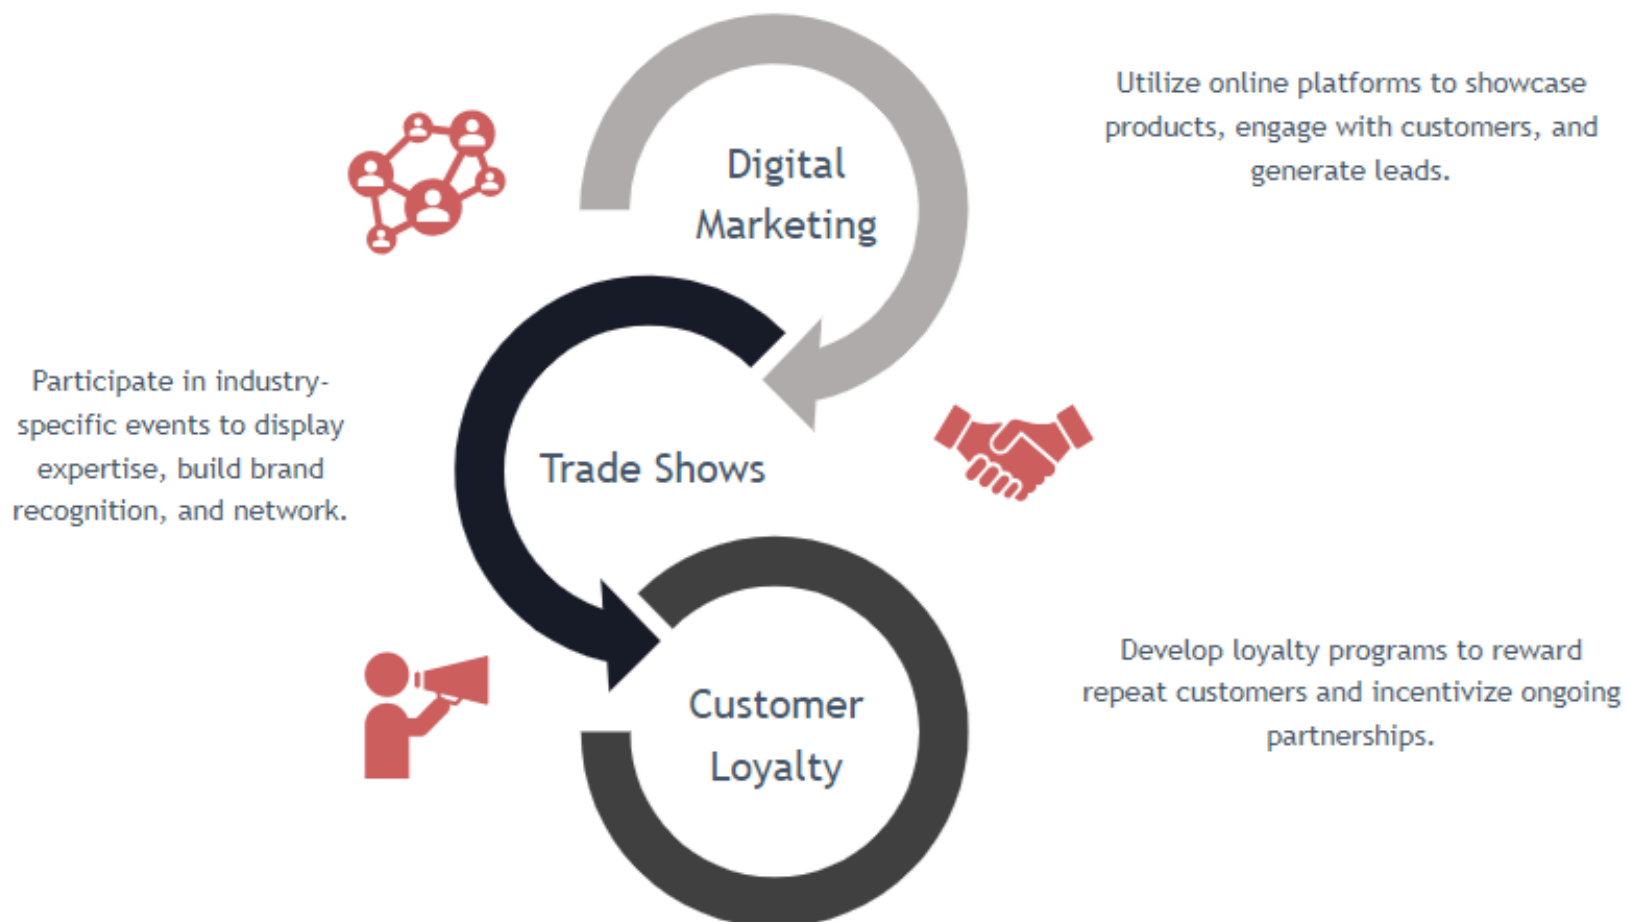 Digital
Marketing
Utilize online platforms to showcase
products, engage with customers, and
generate leads.
Participate in industry-
specific events to display
expertise, build brand
recognition, and network.
Trade Shows
Customer
Loyalty
Develop loyalty programs to reward
repeat customers and incentivize ongoing
partnerships.